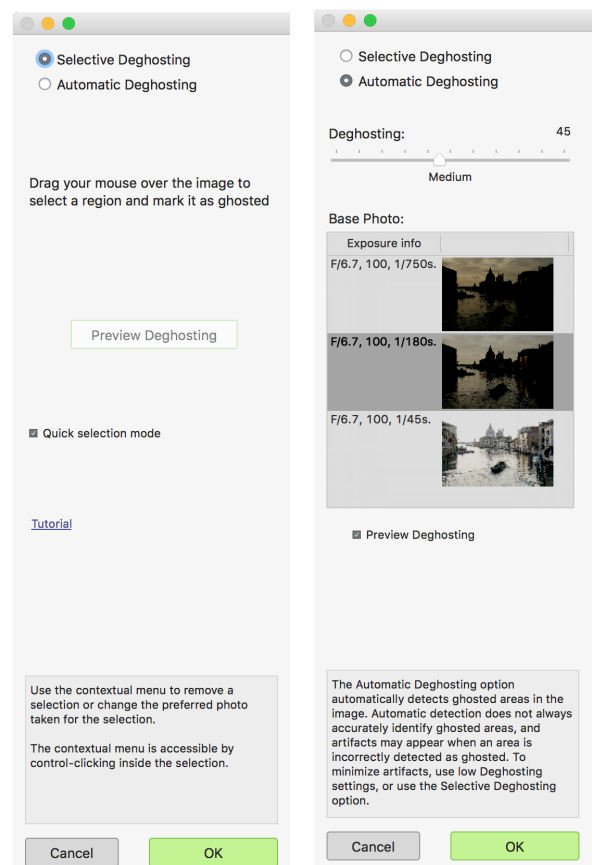 Selective Deghosting
Automatic Deghosting
Drag your mouse over the image to
select a region and mark it as ghosted
Preview Deghosting
Quick selection mode
Tutorial
Use the contextual menu to remove a
selection or change the preferred photo
taken for the selection.
The contextual menu is accessible by
control-clicking inside the selection.
Cancel
OK
Selective Deghosting
Automatic Deghosting
Deghosting: 45
Medium
Base Photo:
Exposure info
F/6.7, 100, 1/750s.
F/6.7, 100, 1/180s.
F/6.7, 100, 1/45s.
Preview Deghosting
The Automatic Deghosting option
automatically detects ghosted areas in the
image. Automatic detection does not always
accurately identify ghosted areas, and
artifacts may appear when an area is
incorrectly detected as ghosted. To
minimize artifacts, use low Deghosting
settings, or use the Selective Deghosting
option.
Cancel
OK